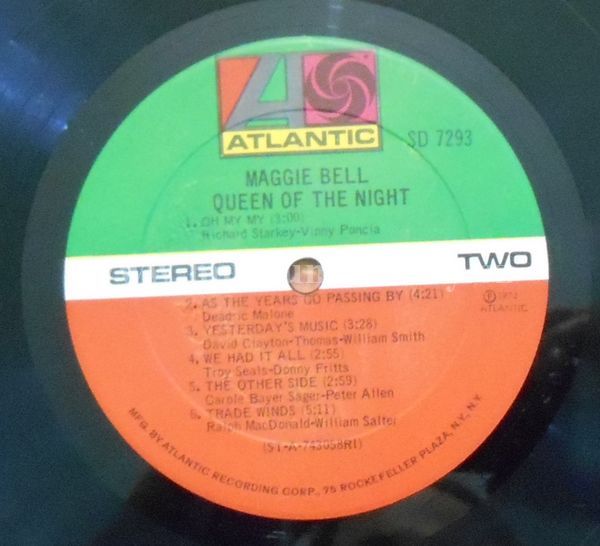 ATLANTIC
SD 7293
MAGGIE BELL
QUEEN OF THE NIGHT
1. OH MY MY (3:00)
Richard Starkey-Vinny Poncia
STEREO
TWO
2. AS THE YEARS GO PASSING BY (4:21)
Deadric Malone
3. YESTERDAY'S MUSIC (3:28)
David Clayton-Thomas-William Smith
4. WE HAD IT ALL (2:55)
Troy Seals-Donny Fritts
5. THE OTHER SIDE (2:59)
Carole Bayer Sager-Peter Allen
6. TRADE WINDS (5:11)
Ralph MacDonald-William Salter
(ST-A-743058RI)
ATLANTIC
MFG. BY ATLANTIC RECORDING CORP., 75 ROCKEFELLER PLAZA, N.Y., N.Y.